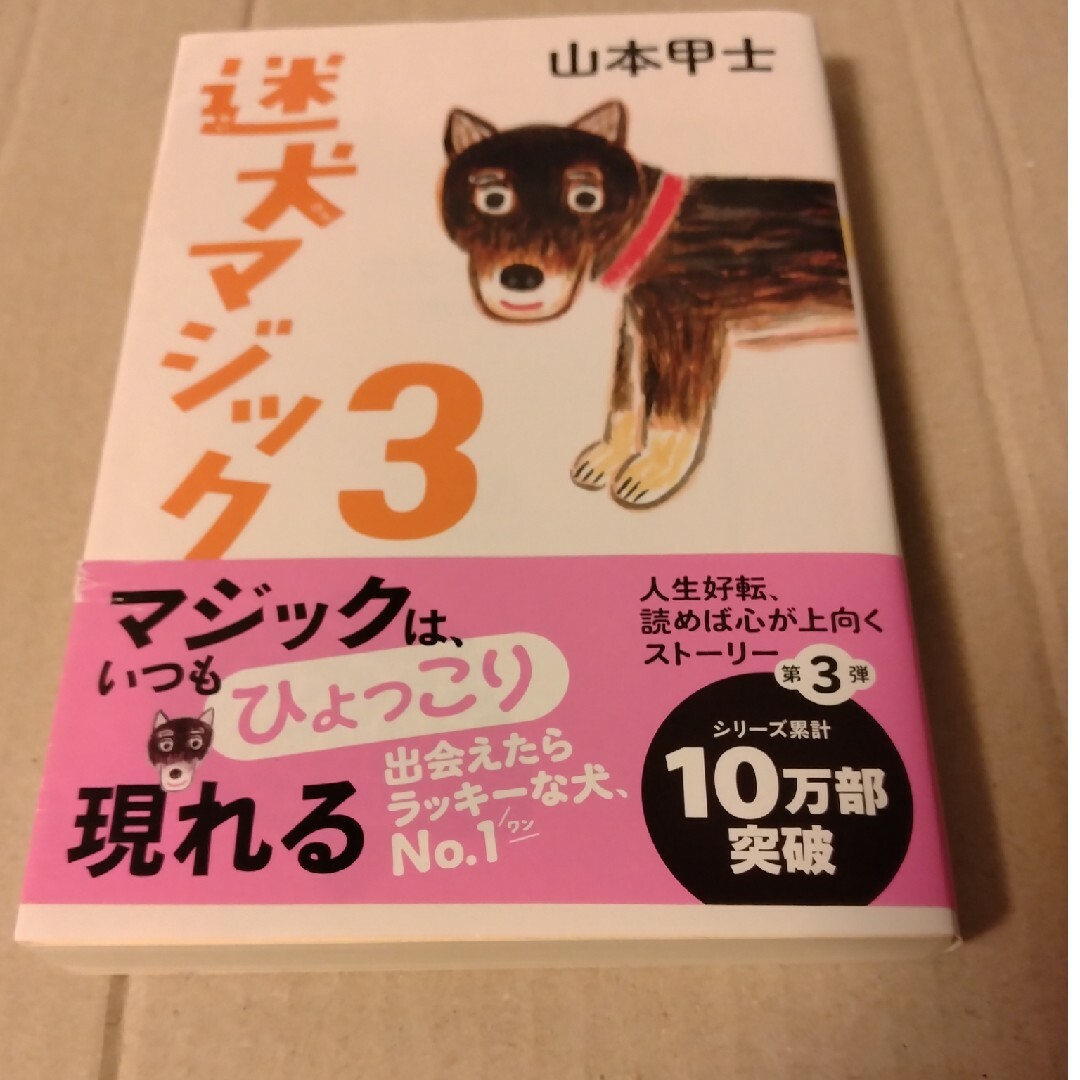 山本甲士
迷犬マジック
3
マジックは、
いつも
ひょっこり
現れる
出会えたら
ラッキーな犬、
No.1
ワン
人生好転、
読めば心が上向く
ストーリー
第3弾
シリーズ累計
10万部
突破